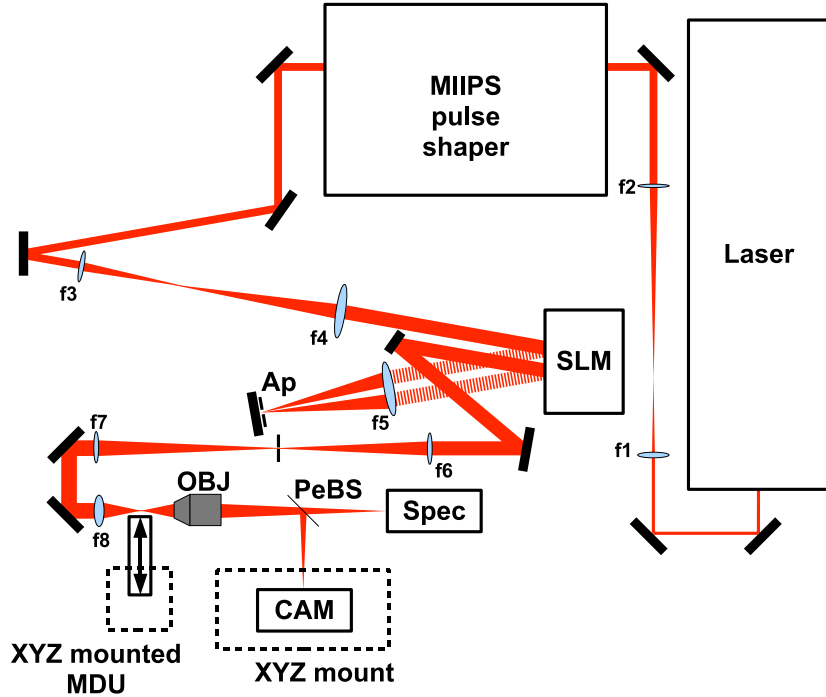 MIIPS
pulse
shaper
f2
Laser
f3
f4
SLM
Ap
f5
f7
f6
f1
OBJ
PeBS
Spec
f8
CAM
XYZ mounted
MDU
XYZ mount